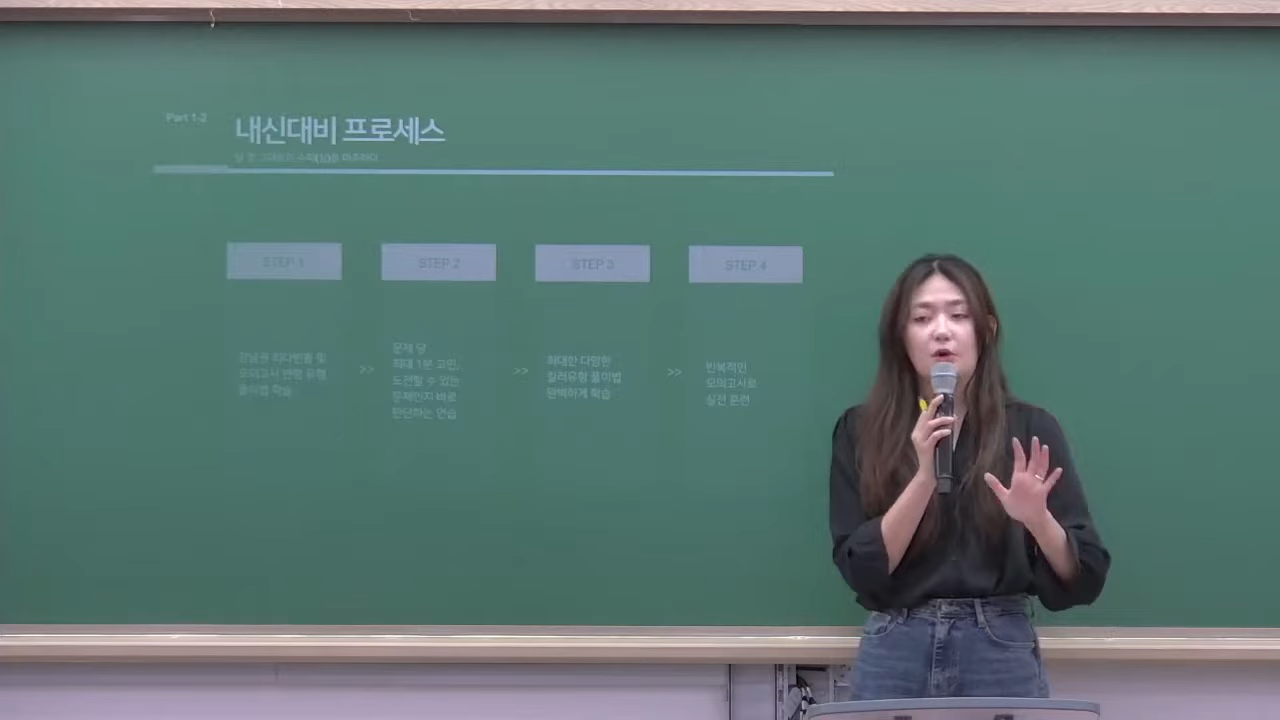 Part 1-2
내신대비 프로세스
STEP 1
STEP 2
STEP 3
STEP 4
강남권 최다빈출 및
모의고사 변형 유형
풀이법 학습
>>
문제 당
최대 1분 고민,
도전할 수 있는
문제인지 바로
판단하는 연습
>>
최대한 다양한
킬러유형 풀이법
담백하게 학습
>>
반복적인
모의고사로
실전 훈련